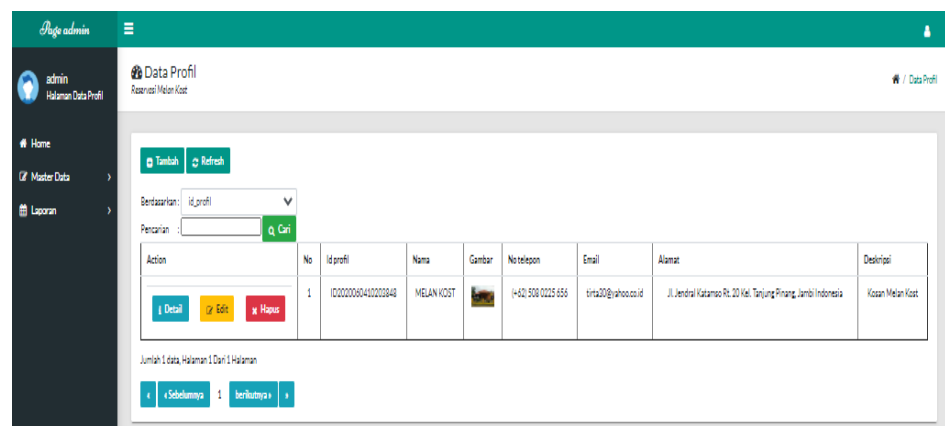 Page admin
admin
Halaman Data Profil
Home
Master Data
Laporan
Data Profil
Reservasi Melan Kost
/ Data Profil
Tambah Refresh
Berdasarkan : id_profil
Pencarian : Cari
Action No Id profil Nama Gambar No telepon Email Alamat Deskripsi
Detail Edit Hapus 1 ID2020060410203848 MELAN KOST (+62) 508 0225 656 tirta30@yahoo.co.id Jl. Jendral Katamso Rt. 20 Kel. Tanjung Pinang, Jambi Indonesia Kosan Melan Kost
Jumlah 1 data, Halaman 1 Dari 1 Halaman
« « Sebelumnya 1 berikutnya » »